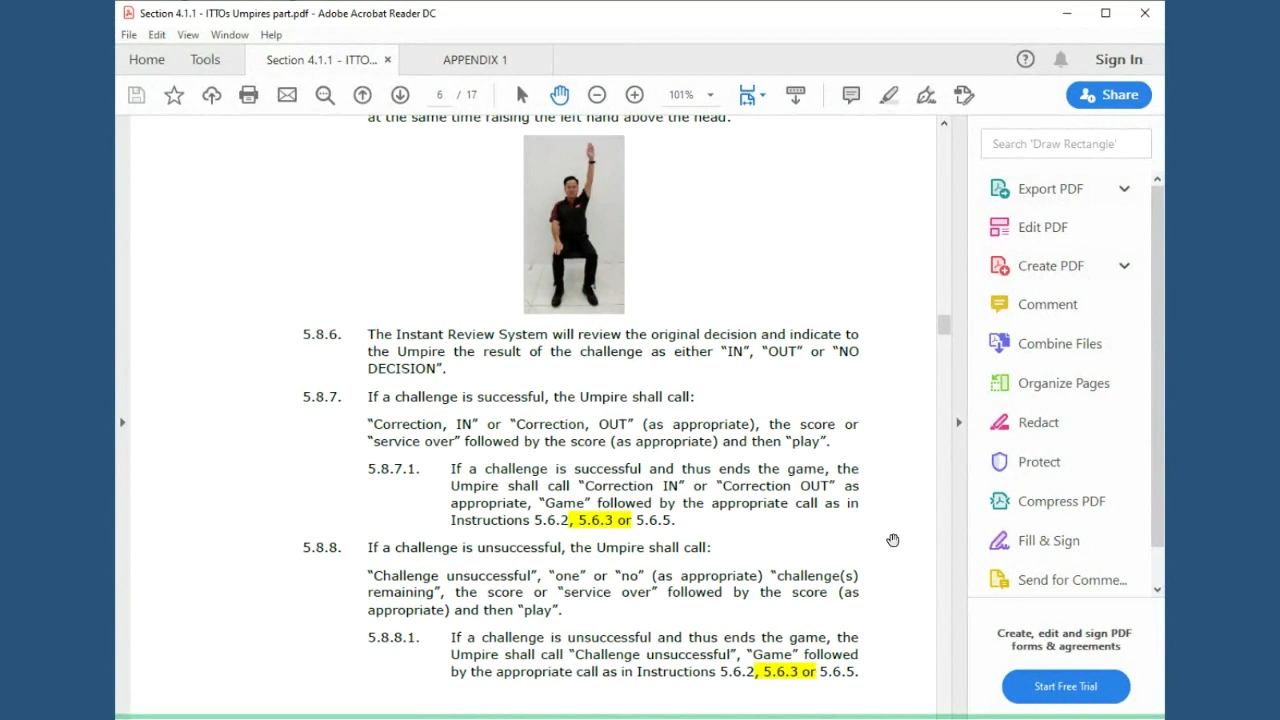 Section 4.1.1 - ITTOs Umpires part.pdf - Adobe Acrobat Reader DC
File Edit View Window Help
Home Tools Section 4.1.1 - ITTO... × APPENDIX 1 Sign In
6 / 17 101% Share
at the same time raising the left hand above the head.
5.8.6. The Instant Review System will review the original decision and indicate to
the Umpire the result of the challenge as either “IN”, “OUT” or “NO
DECISION”.
5.8.7. If a challenge is successful, the Umpire shall call:
“Correction, IN” or “Correction, OUT” (as appropriate), the score or
“service over” followed by the score (as appropriate) and then “play”.
5.8.7.1. If a challenge is successful and thus ends the game, the
Umpire shall call “Correction IN” or “Correction OUT” as
appropriate, “Game” followed by the appropriate call as in
Instructions 5.6.2, 5.6.3 or 5.6.5.
5.8.8. If a challenge is unsuccessful, the Umpire shall call:
“Challenge unsuccessful”, “one” or “no” (as appropriate) “challenge(s)
remaining”, the score or “service over” followed by the score (as
appropriate) and then “play”.
5.8.8.1. If a challenge is unsuccessful and thus ends the game, the
Umpire shall call “Challenge unsuccessful”, “Game” followed
by the appropriate call as in Instructions 5.6.2, 5.6.3 or 5.6.5.
Search 'Draw Rectangle'
Export PDF
Edit PDF
Create PDF
Comment
Combine Files
Organize Pages
Redact
Protect
Compress PDF
Fill & Sign
Send for Comme...
Create, edit and sign PDF
forms & agreements
Start Free Trial